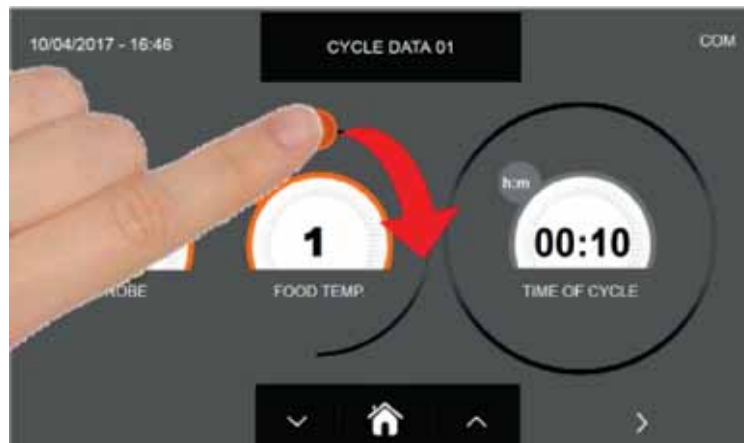 10/04/2017 - 16:46
CYCLE DATA 01
COM
h:m
1
00:10
FOOD TEMP.
TIME OF CYCLE